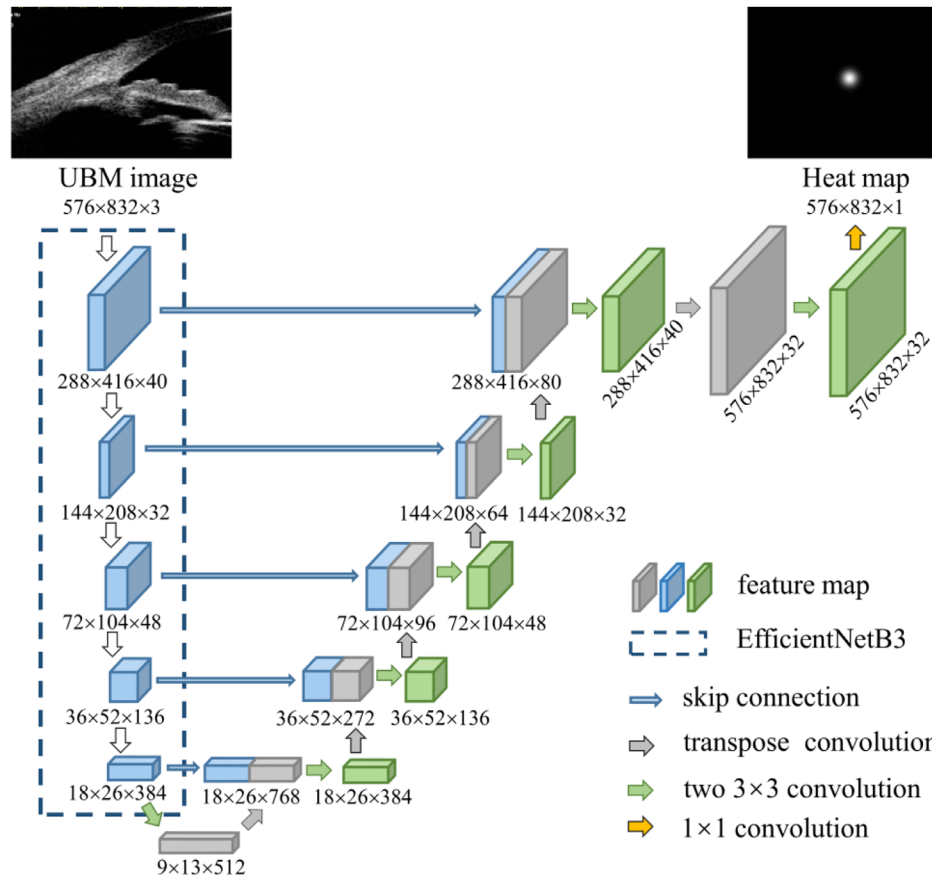 UBM image
576×832×3
Heat map
576×832×1
288×416×40
288×416×80
288×416×40
576×832×32
576×832×32
144×208×32
144×208×64
144×208×32
72×104×48
72×104×96
72×104×48
36×52×136
36×52×272
36×52×136
18×26×384
18×26×768
18×26×384
9×13×512
feature map
EfficientNetB3
skip connection
transpose convolution
two 3×3 convolution
1×1 convolution